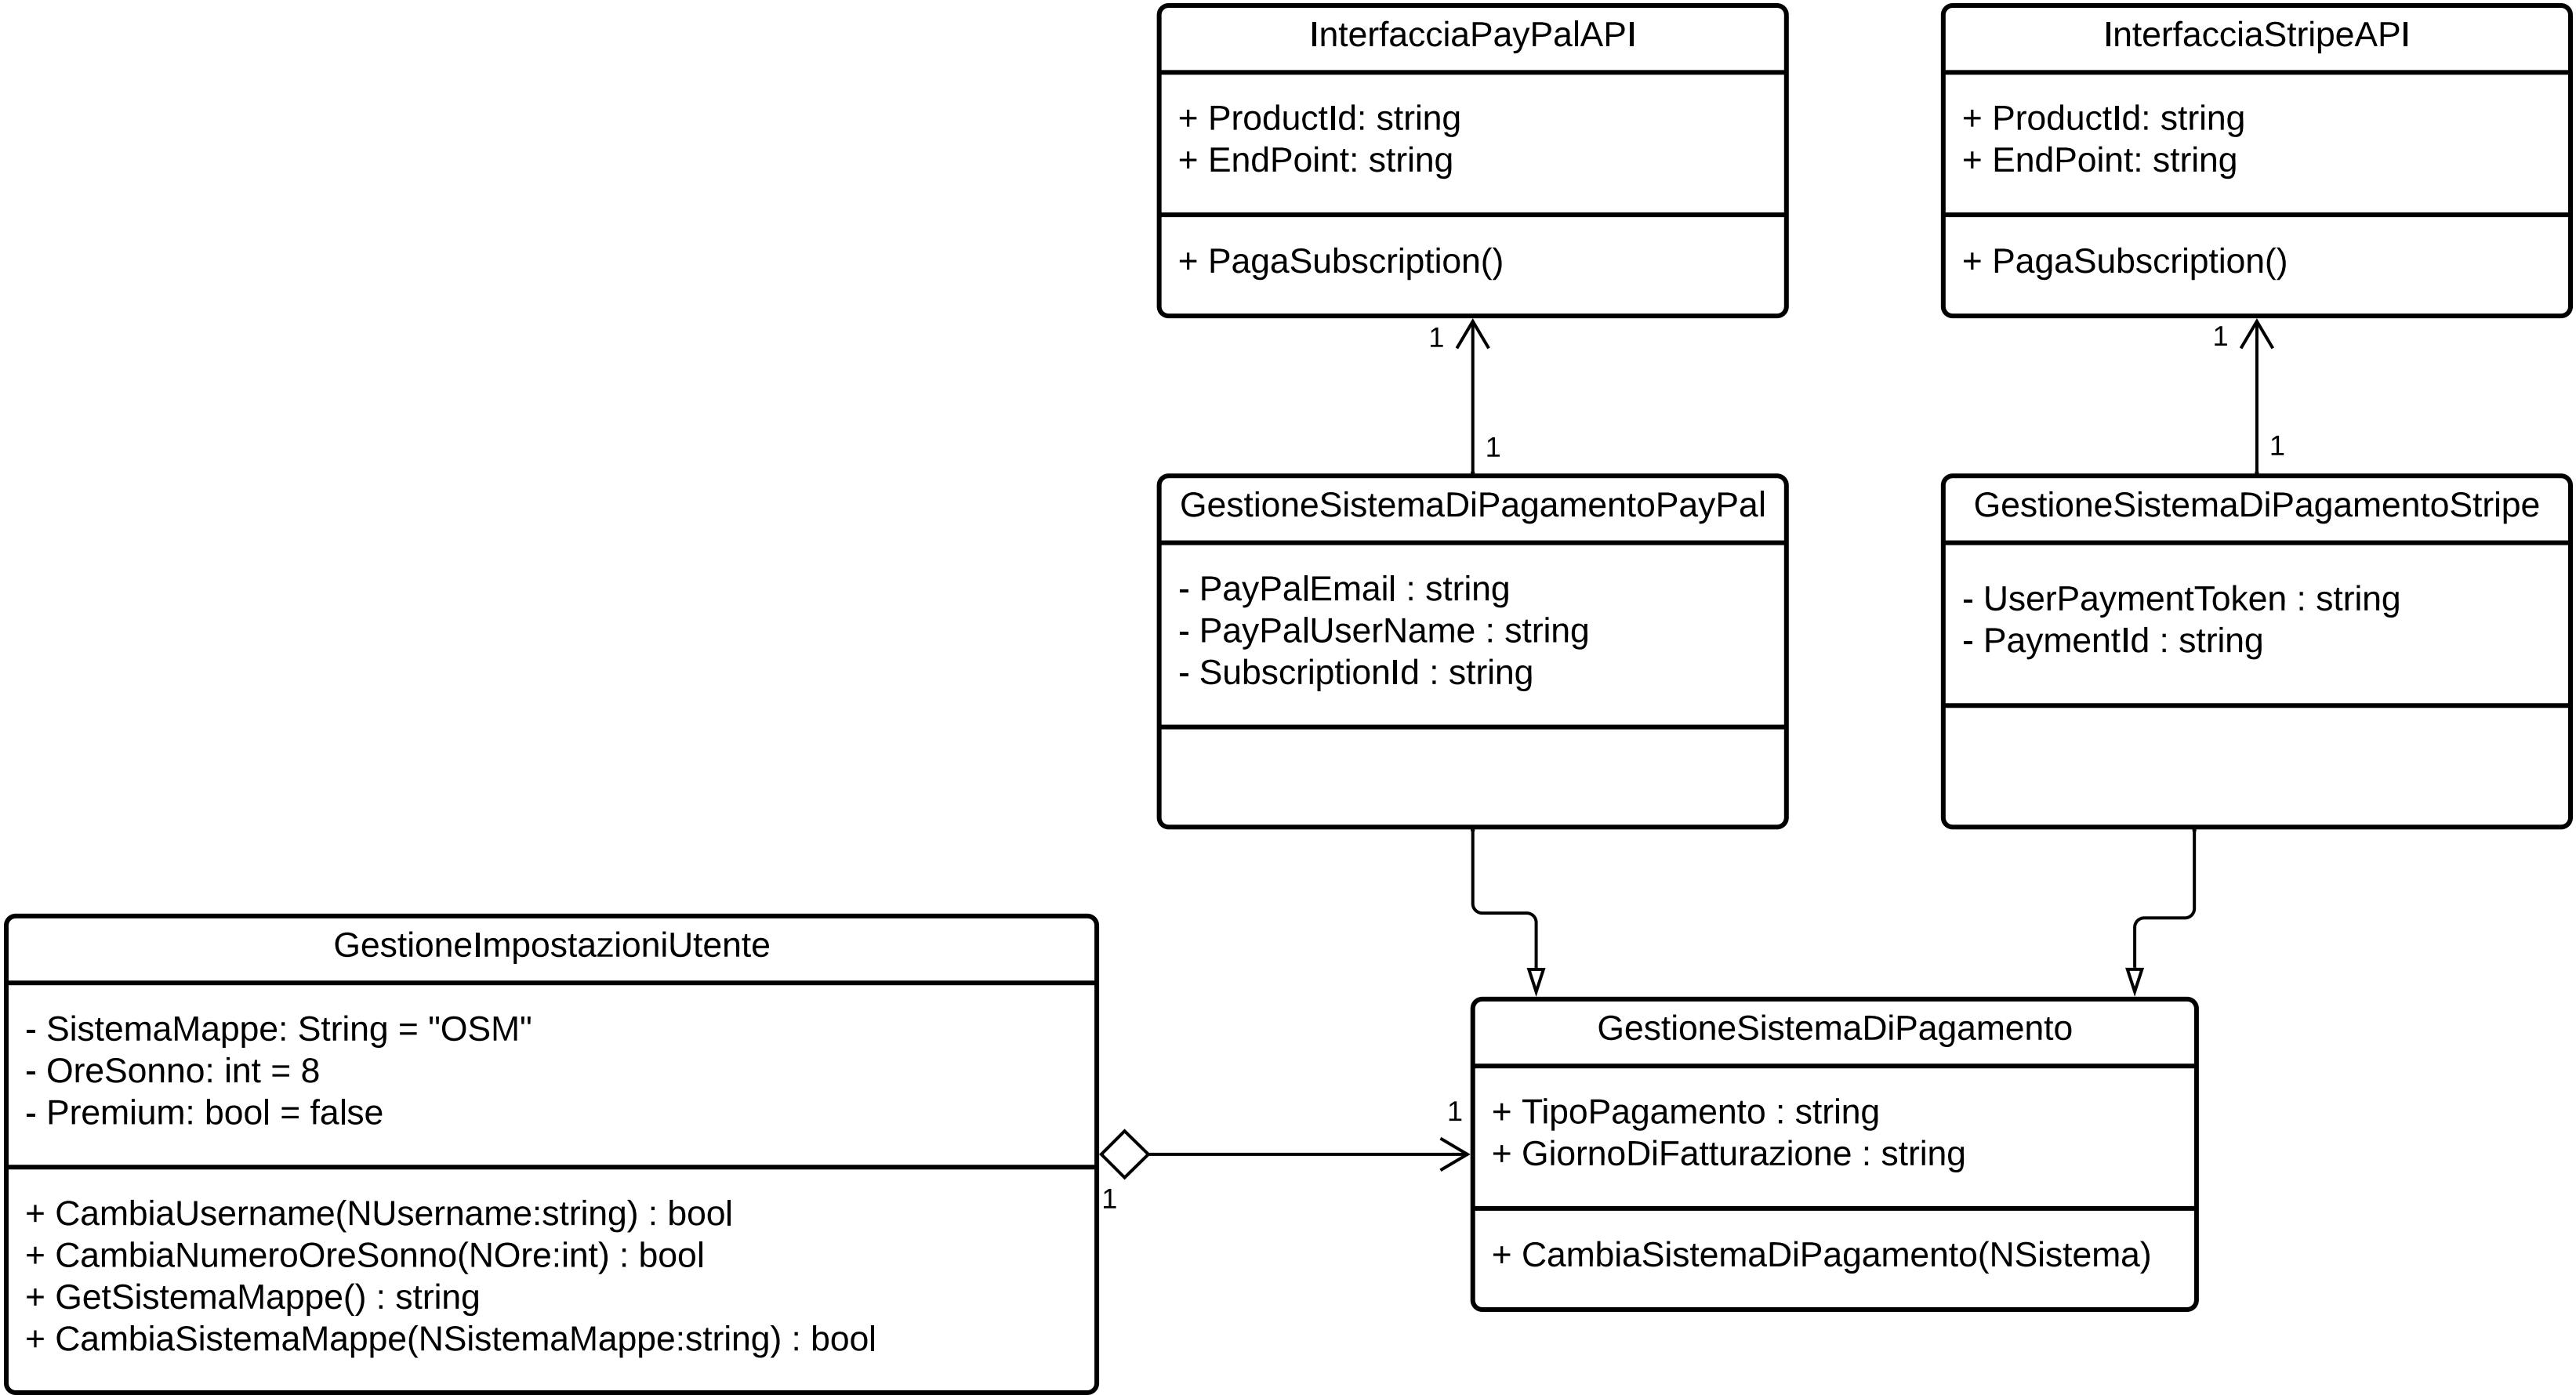 InterfacciaPayPalAPI
+ ProductId: string
+ EndPoint: string
+ PagaSubscription()
InterfacciaStripeAPI
+ ProductId: string
+ EndPoint: string
+ PagaSubscription()
1
1
1
1
GestioneSistemaDiPagamentoPayPal
- PayPalEmail : string
- PayPalUserName : string
- SubscriptionId : string
GestioneSistemaDiPagamentoStripe
- UserPaymentToken : string
- PaymentId : string
GestioneImpostazioniUtente
- SistemaMappe: String = "OSM"
- OreSonno: int = 8
- Premium: bool = false
+ CambiaUsername(NUsername:string) : bool
+ CambiaNumeroOreSonno(NOre:int) : bool
+ GetSistemaMappe() : string
+ CambiaSistemaMappe(NSistemaMappe:string) : bool
1
1
GestioneSistemaDiPagamento
+ TipoPagamento : string
+ GiornoDiFatturazione : string
+ CambiaSistemaDiPagamento(NSistema)